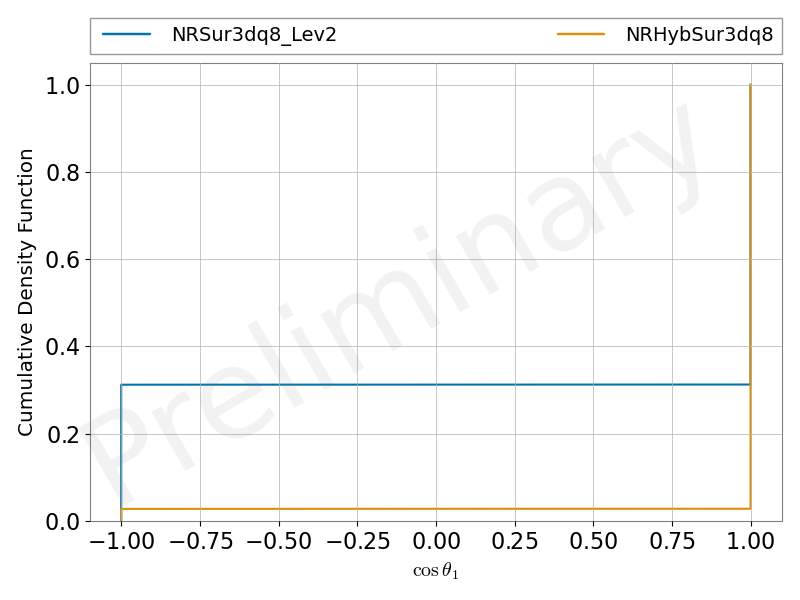 NRSur3dq8_Lev2 NRHybSur3dq8
1.0
0.8
0.6
0.4
0.2
0.0
Cumulative Density Function
Preliminary
−1.00 −0.75 −0.50 −0.25 0.00 0.25 0.50 0.75 1.00
cos θ₁